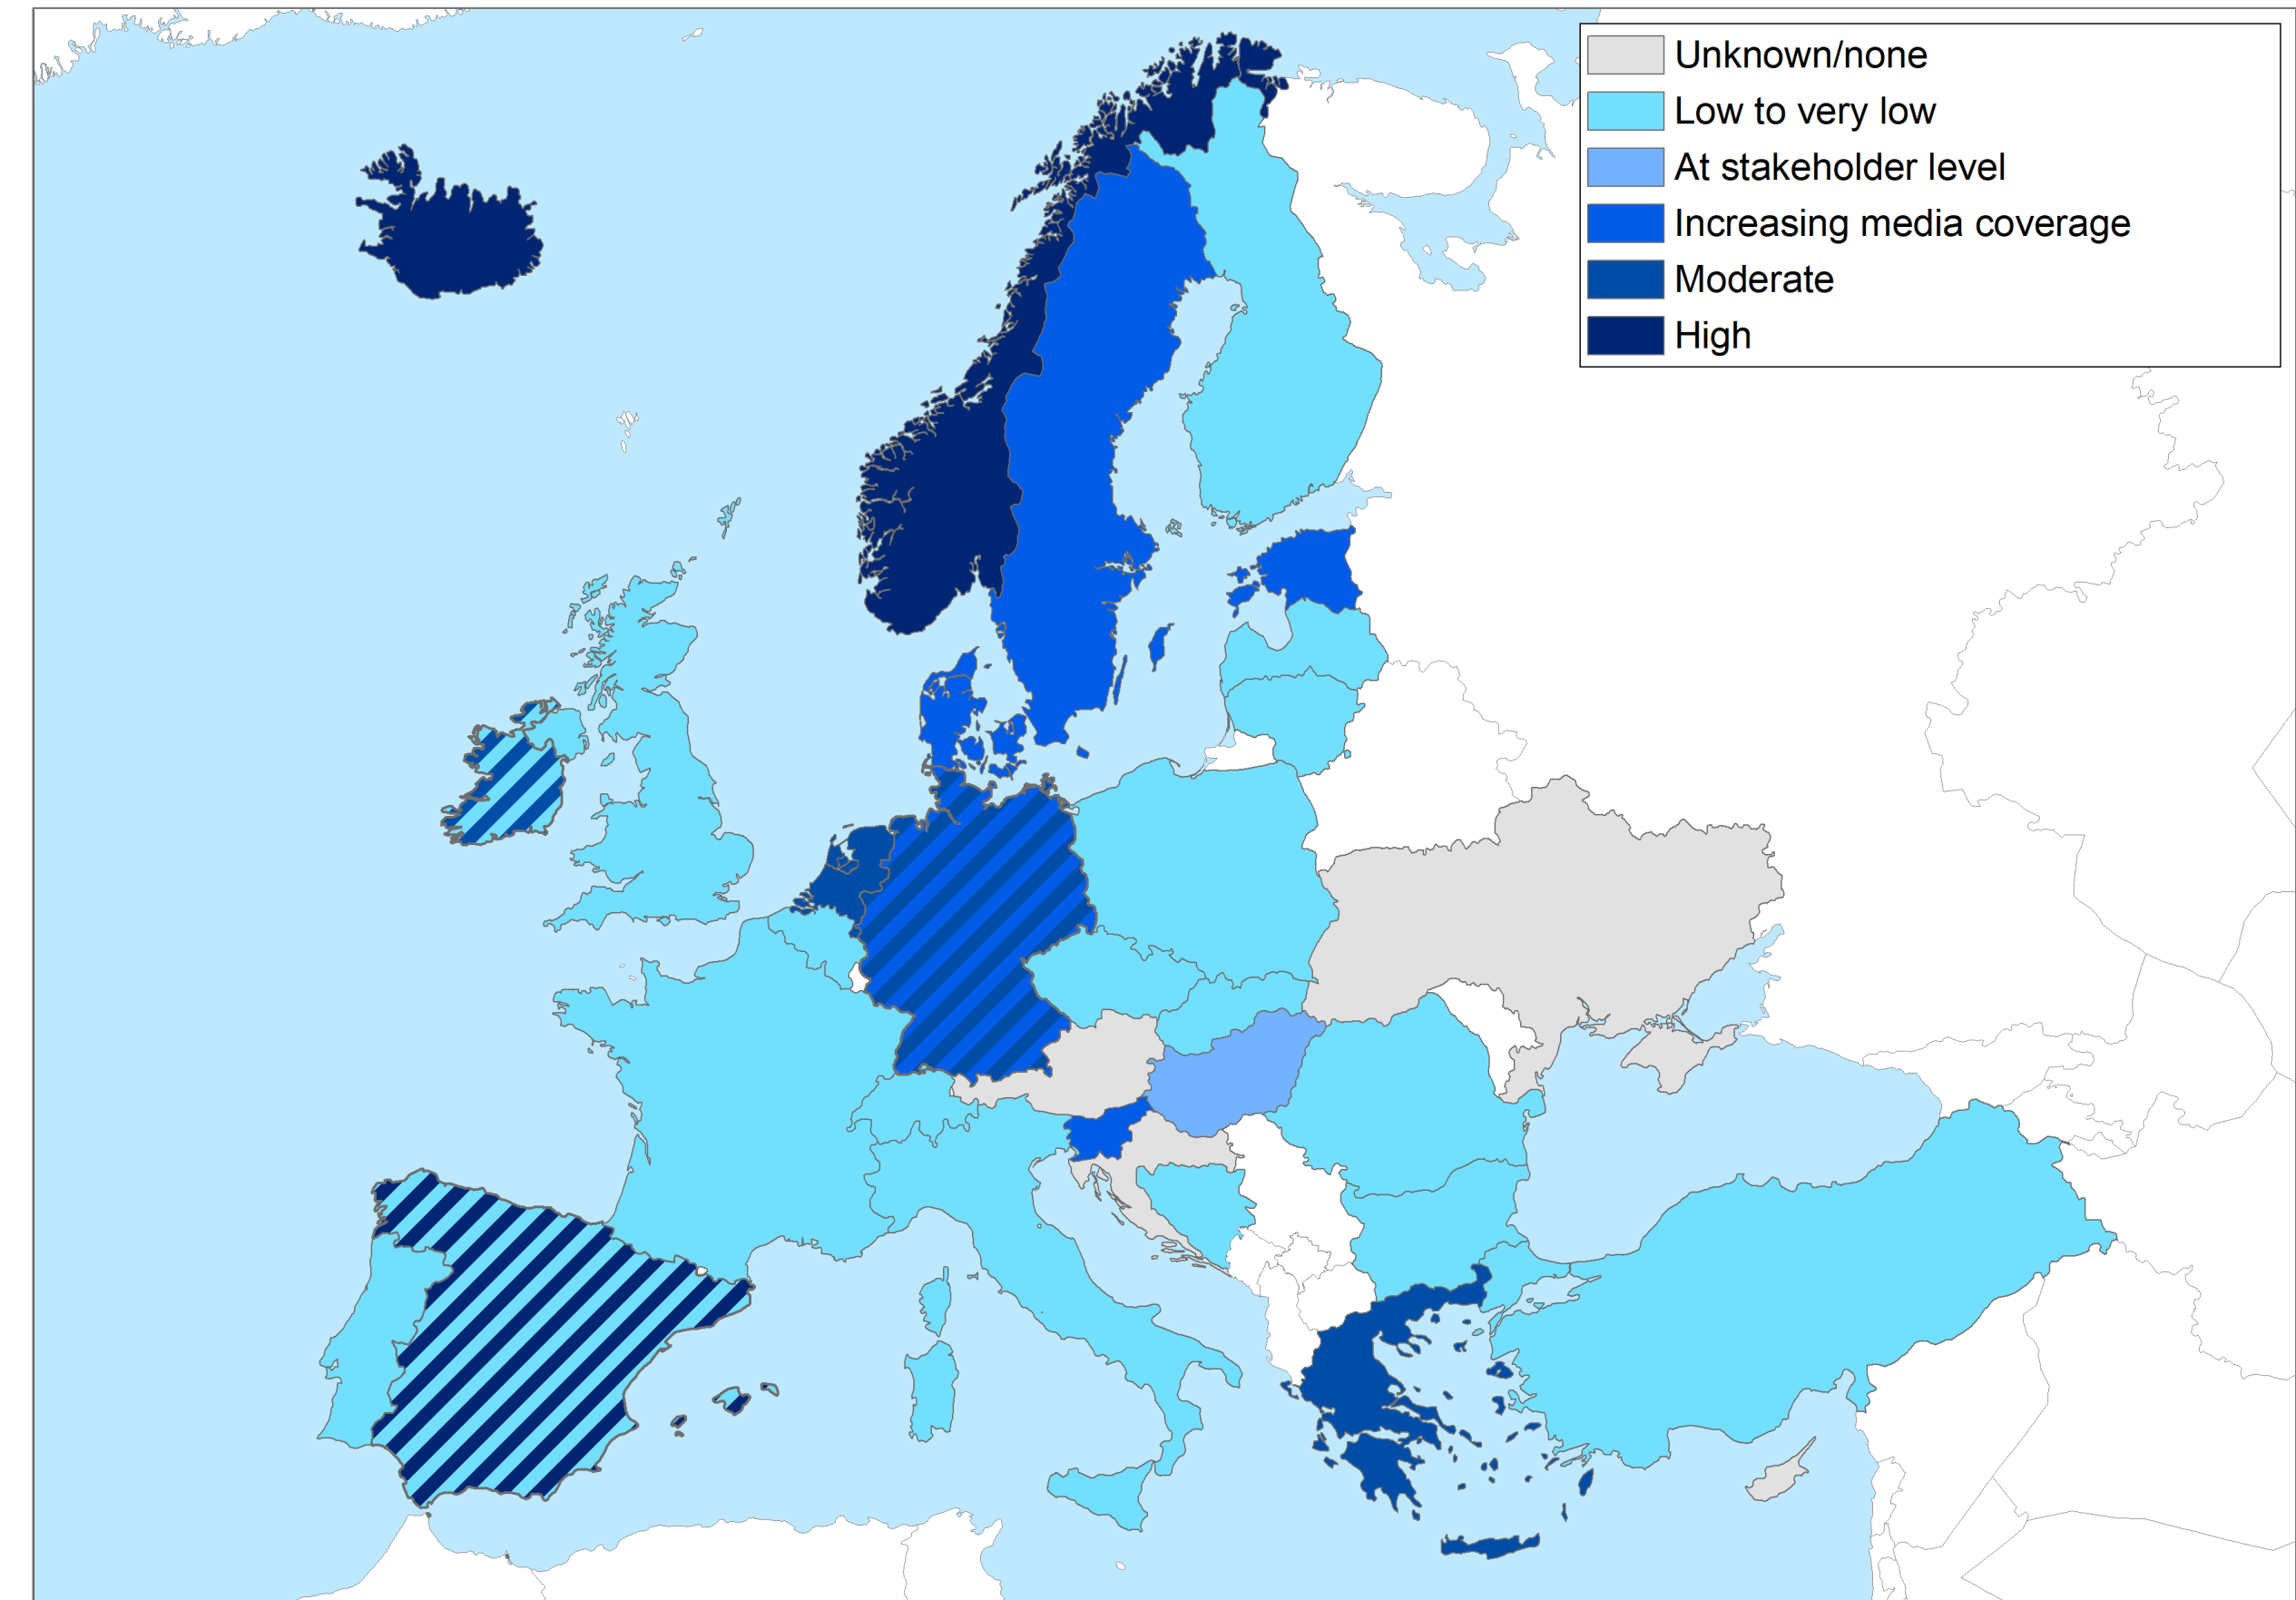 Unknown/none
Low to very low
At stakeholder level
Increasing media coverage
Moderate
High